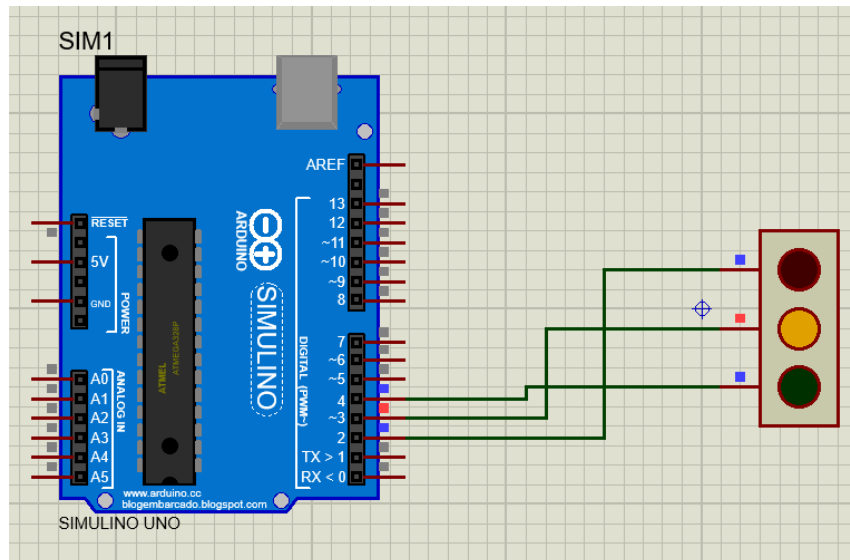 SIM1
AREF
13
12
~11
~10
~9
8
7
~6
~5
4
~3
2
TX > 1
RX < 0
DIGITAL (PWM~)
ARDUINO
SIMULINO
RESET
5V
GND
POWER
A0
A1
A2
A3
A4
A5
ANALOG IN
ATMEL
ATMEGA328P
www.arduino.cc
blogembarcado.blogspot.com
SIMULINO UNO